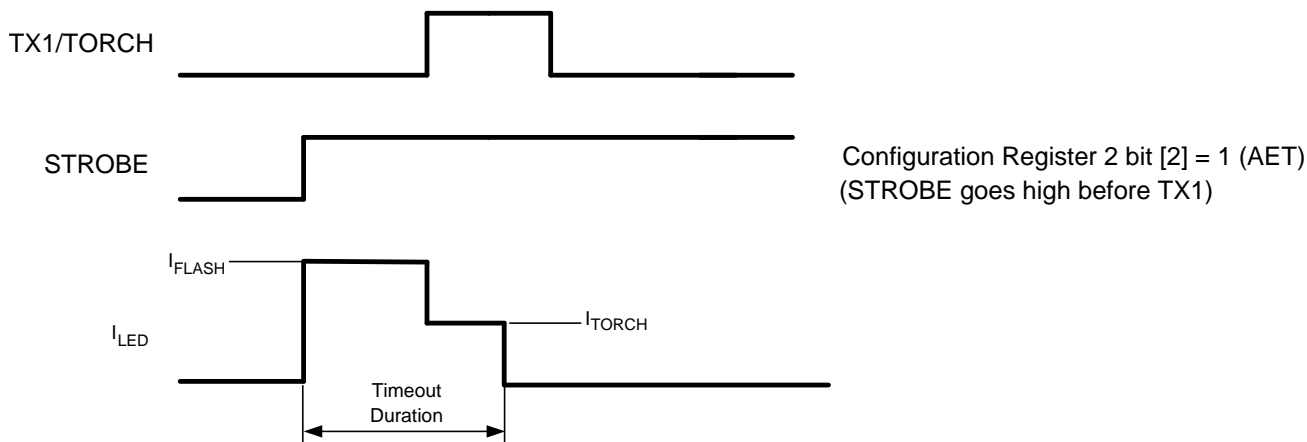 TX1/TORCH
STROBE
Configuration Register 2 bit [2] = 1 (AET)
(STROBE goes high before TX1)
IFLASH
ITORCH
ILED
Timeout
Duration